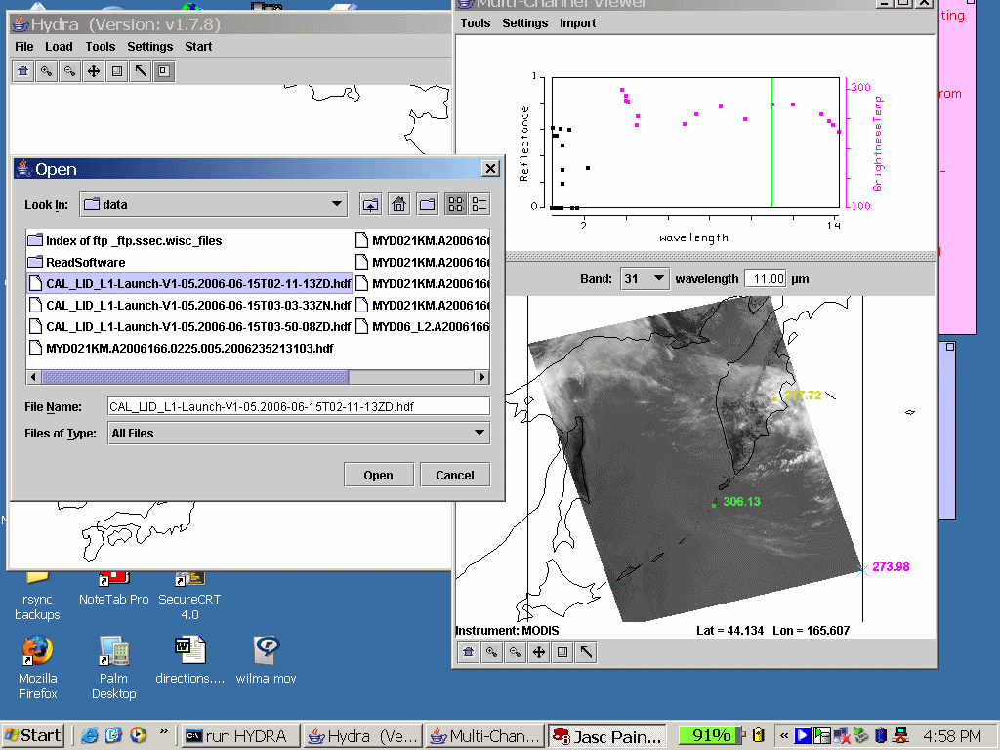 Hydra (Version: v1.7.8)
File Load Tools Settings Start
Multi-Channel Viewer
Tools Settings Import
ting
rom
1
0
Reflectance
300
100
BrightnessTemp
2
14
wavelength
Band: 31 wavelength 11.00 µm
217.72
306.13
273.98
Instrument: MODIS Lat = 44.134 Lon = 165.607
Open
Look In: data
Index of ftp _ftp.ssec.wisc_files
ReadSoftware
CAL_LID_L1-Launch-V1-05.2006-06-15T02-11-13ZD.hdf
CAL_LID_L1-Launch-V1-05.2006-06-15T03-03-33ZN.hdf
CAL_LID_L1-Launch-V1-05.2006-06-15T03-50-08ZD.hdf
MYD021KM.A2006166.0225.005.2006235213103.hdf
MYD021KM.A2006166
MYD021KM.A2006166
MYD021KM.A2006166
MYD021KM.A2006166
MYD06_L2.A2006166
File Name: CAL_LID_L1-Launch-V1-05.2006-06-15T02-11-13ZD.hdf
Files of Type: All Files
Open Cancel
rsync
backups
NoteTab Pro
SecureCRT
4.0
Mozilla
Firefox
Palm
Desktop
directions....
wilma.mov
Start » run HYDRA Hydra (Ve... Multi-Chan... Jasc Pain... 91% « 4:58 PM